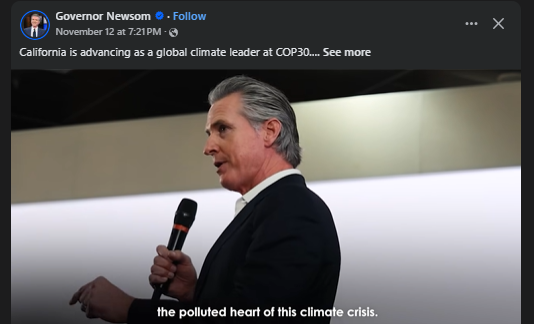 Governor Newsom · Follow
November 12 at 7:21 PM ·
California is advancing as a global climate leader at COP30.... See more
the polluted heart of this climate crisis.